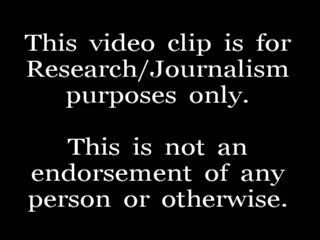 This video clip is for
Research/Journalism
purposes only.
This is not an
endorsement of any
person or otherwise.